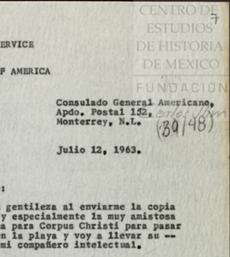 CENTRO DE
ESTUDIOS
DE HISTORIA
DE MEXICO
FUNDACIÓN
7
ERVICE
F AMERICA
Consulado General Americano,
Apdo. Postal 152,
Monterrey, N.L.
(39/48)
Julio 12, 1963.
:
gentileza al enviarme la copia
y especialmente la muy amistosa
a para Corpus Christi para pasar
en la playa y voy a llevar su --
mi compañero intelectual.